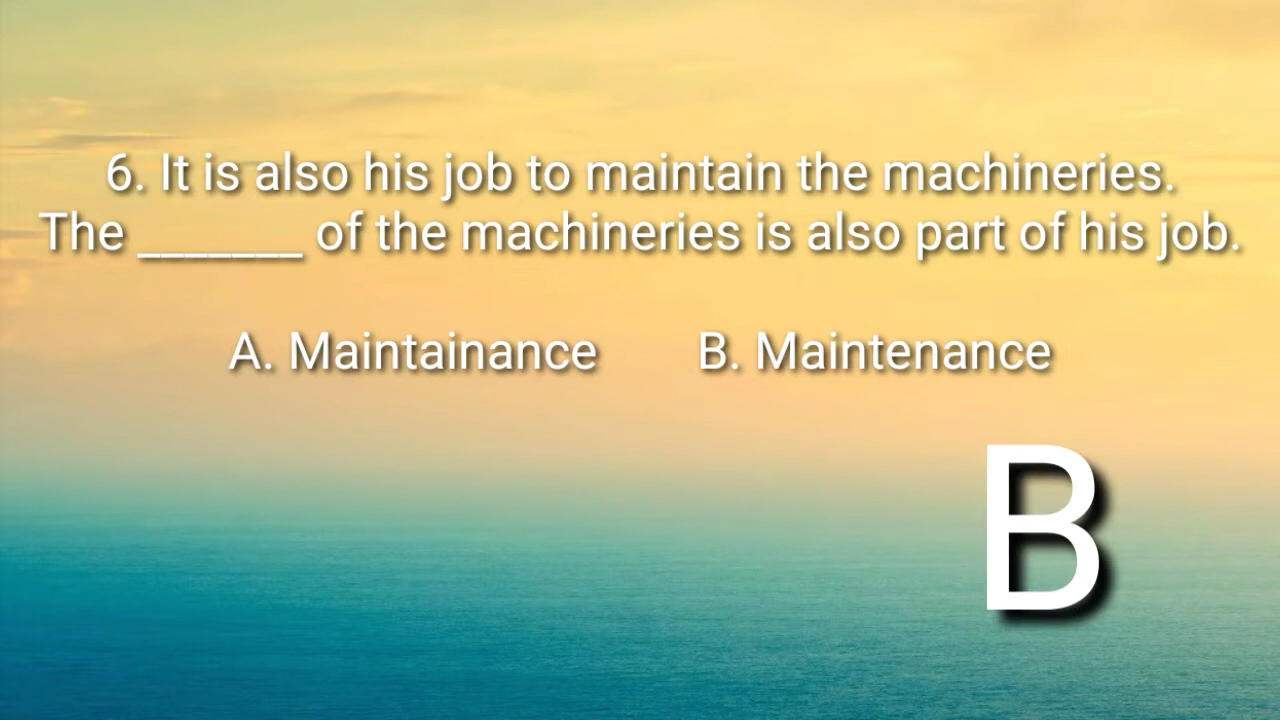 6. It is also his job to maintain the machineries.
The _______ of the machineries is also part of his job.
A. Maintainance B. Maintenance
B